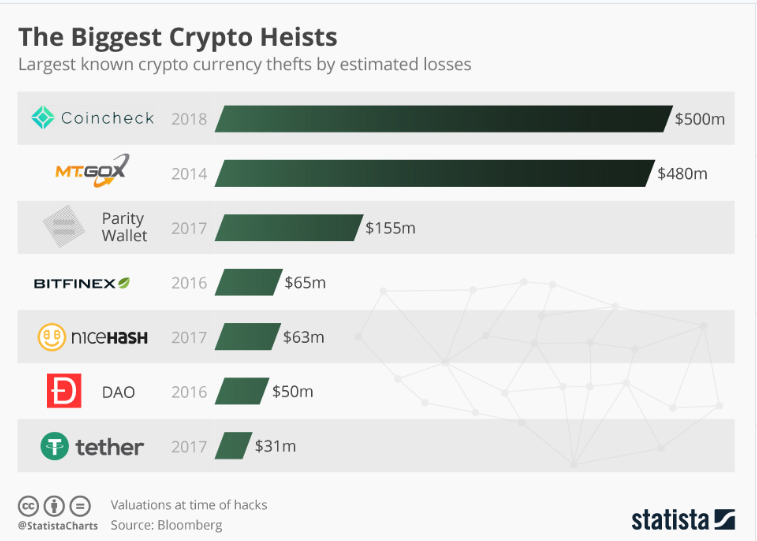 The Biggest Crypto Heists
Largest known crypto currency thefts by estimated losses
Coincheck 2018 $500m
MT.GOX 2014 $480m
Parity
Wallet 2017 $155m
BITFINEX 2016 $65m
nıceHASH 2017 $63m
DAO 2016 $50m
tether 2017 $31m
cc
Valuations at time of hacks
@StatistaCharts Source: Bloomberg
statista